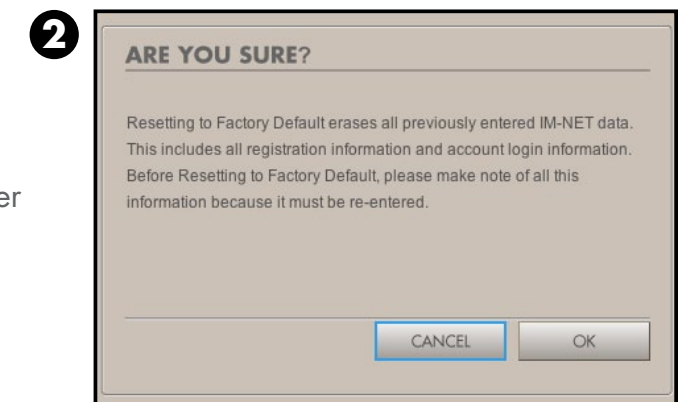 2
ARE YOU SURE?
Resetting to Factory Default erases all previously entered IM-NET data.
This includes all registration information and account login information.
Before Resetting to Factory Default, please make note of all this
er
information because it must be re-entered.
CANCEL OK